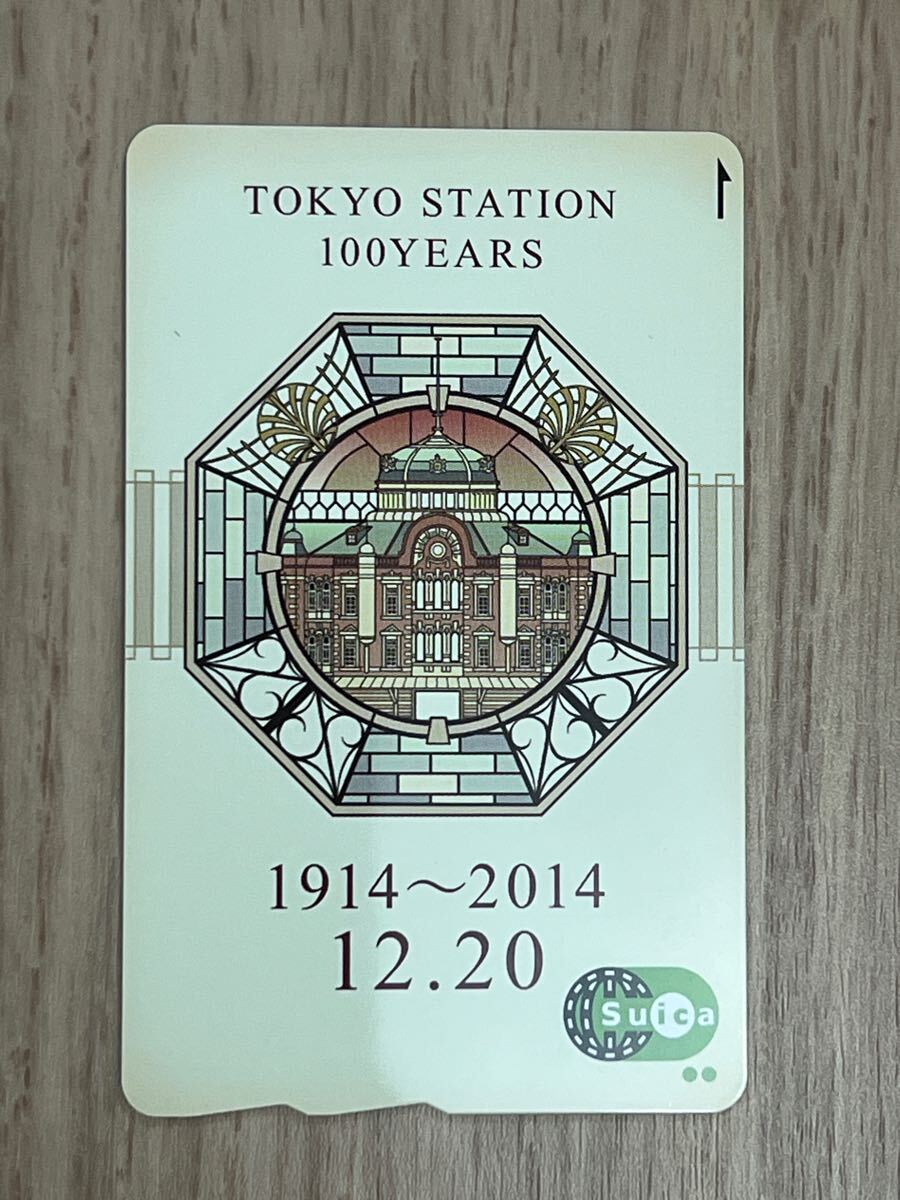 TOKYO STATION
100YEARS
1914～2014
12.20
Suica